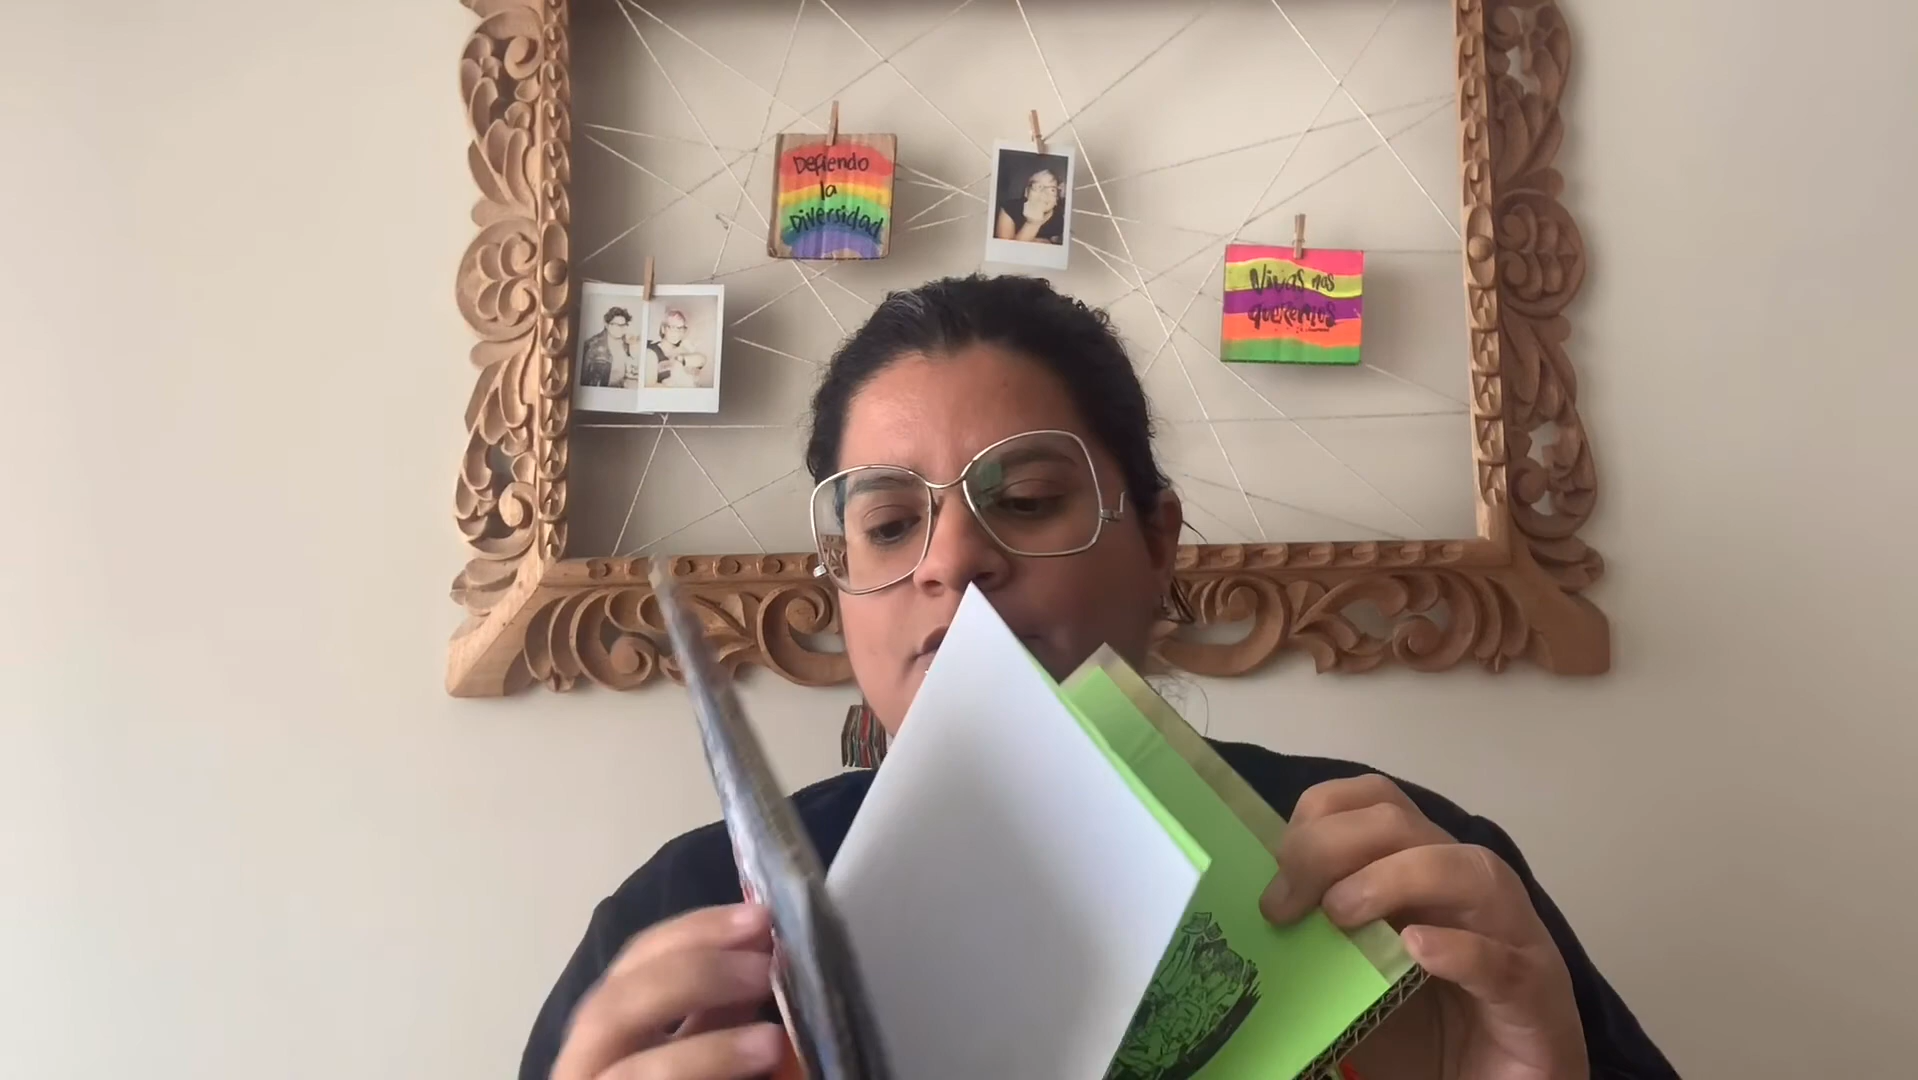 Defiendo
la
Diversidad
Vivas nos
queremos